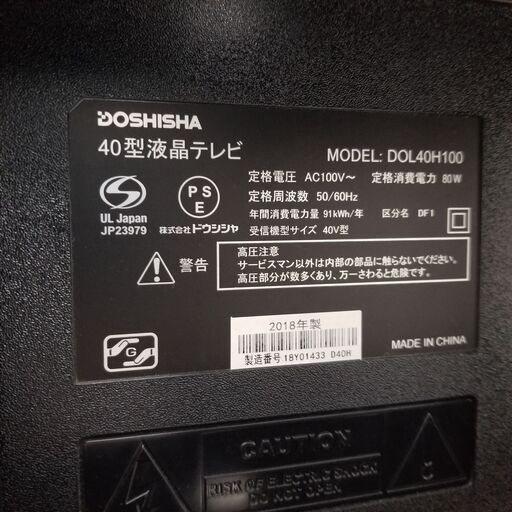 DOSHISHA
40型液晶テレビ
MODEL: DOL40H100
定格電圧 AC100V～ 定格消費電力 80W
定格周波数 50/60Hz
年間消費電力量 91kWh/年 区分名 DF1
受信機型サイズ 40V型
UL Japan
JP23979
PS
E
株式会社ドウシシャ
警告
高圧注意
サービスマン以外は内部の部品に触らないでください。
高圧部分が数多くあり、万一さわると危険です。
G
2018年製
製造番号 18Y01433 D40H
MADE IN CHINA
CAUTION
RISK OF ELECTRIC SHOCK
DO NOT OPEN